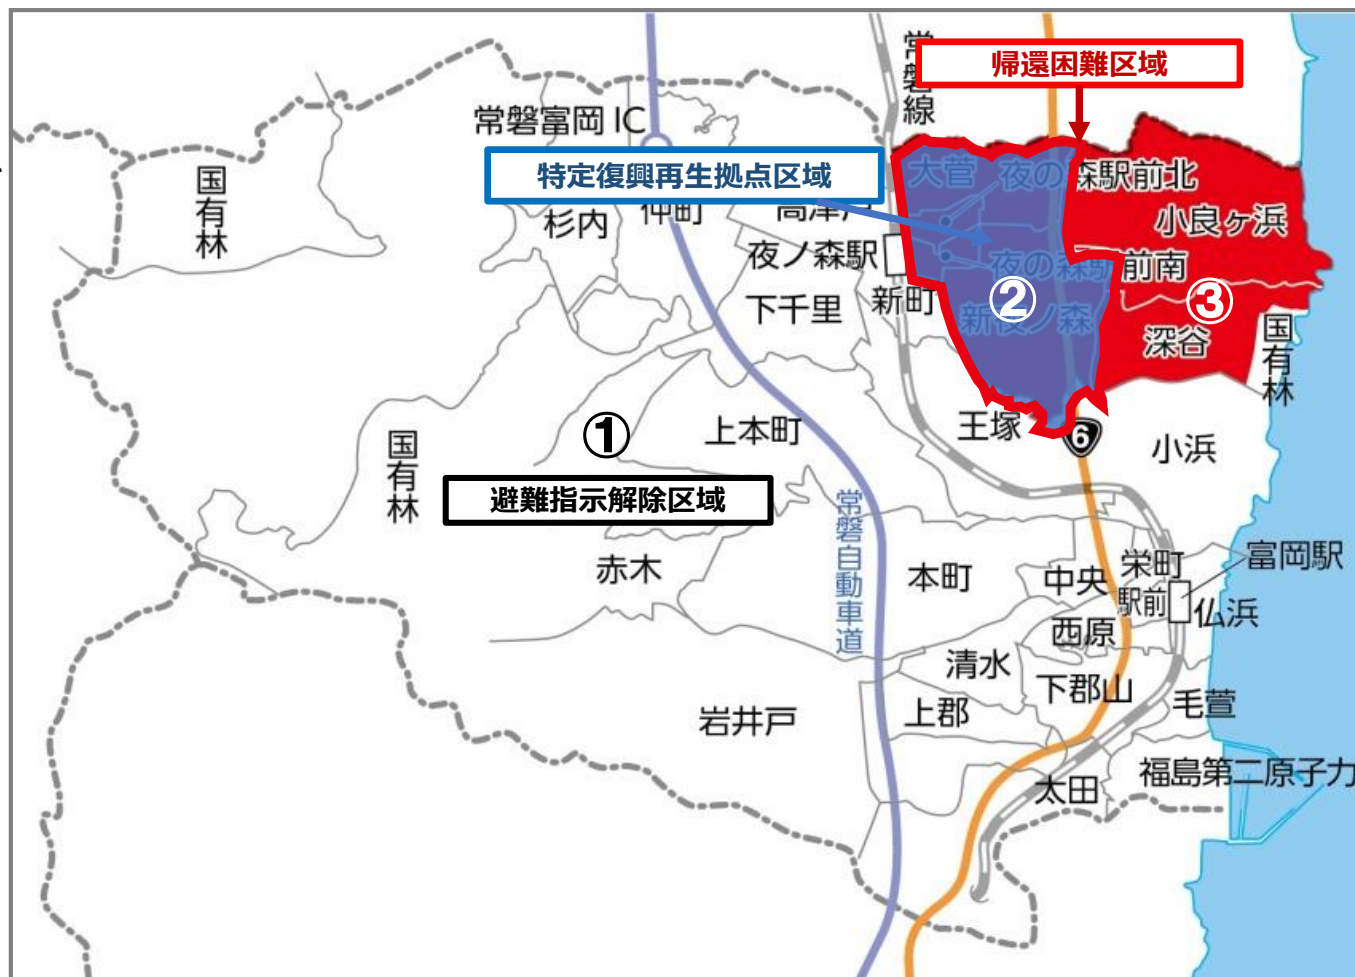 常磐線
帰還困難区域
常磐富岡IC
国有林
特定復興再生拠点区域
大菅
夜の森駅前北
杉内
仲町
高津戸
小良ヶ浜
夜ノ森駅
夜の森駅前南
新町
②
③
下千里
新夜ノ森
深谷
国有林
①
上本町
王塚
6
小浜
国有林
避難指示解除区域
常磐自動車道
赤木
本町
中央
栄町
富岡駅
駅前
仏浜
西原
清水
下郡山
岩井戸
上郡
毛萱
太田
福島第二原子力